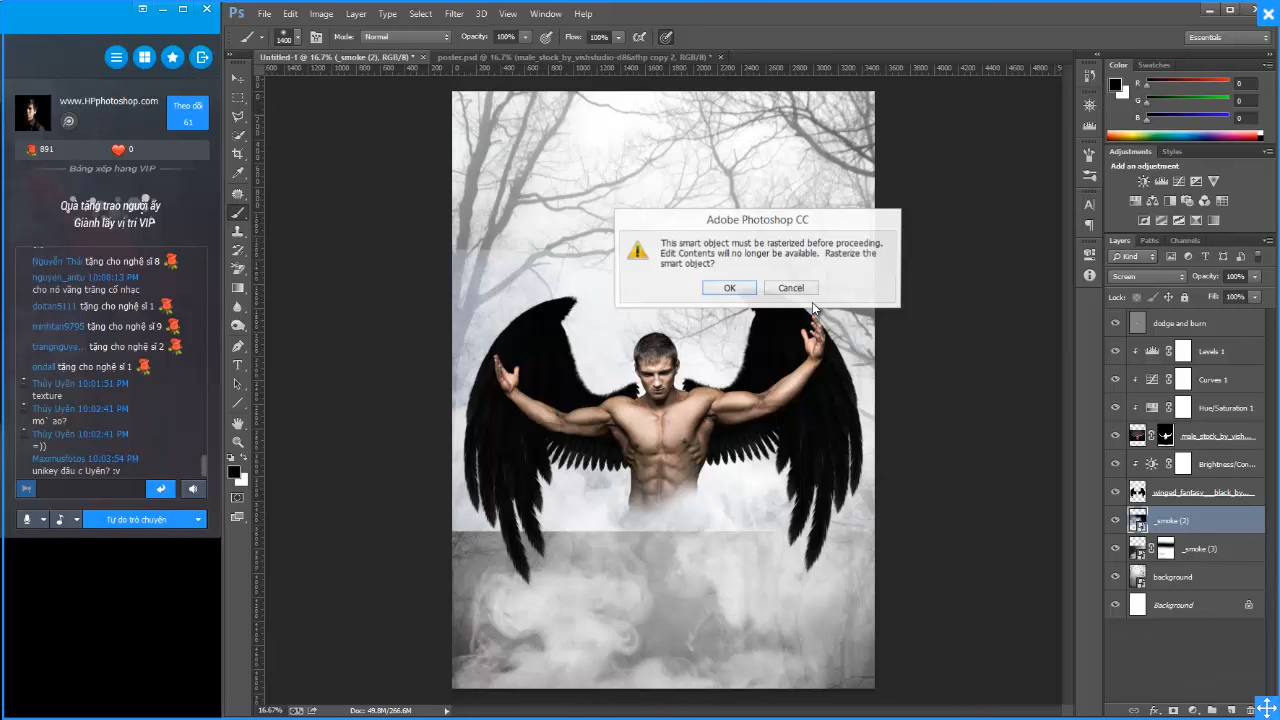 Ps File Edit Image Layer Type Select Filter 3D View Window Help
1400 Mode: Normal Opacity: 100% Flow: 100% Essentials
Untitled-1 @ 16.7% (_smoke (2), RGB/8) * × poster.psd @ 16.7% (male_stock_by_vishstudio-d86afhp copy 2, RGB/8) * ×
www.HPphotoshop.com
Theo dõi
61
891 0
Bảng xếp hạng VIP
Quà tặng trao người ấy
Giành lấy vị trí VIP
Nguyễn Thái tặng cho nghệ sĩ 8
nguyen_antu 10:00:13 PM
cho nó văng cổ nhạc
doitan5111 tặng cho nghệ sĩ 1
minhtan9795 tặng cho nghệ sĩ 9
trangnguye... tặng cho nghệ sĩ 2
ondall tặng cho nghệ sĩ 1
Thủy Uyên 10:01:51 PM
texture
Thủy Uyên 10:02:41 PM
mò` ao?
Thủy Uyên 10:02:41 PM
=))
Maxmusfotos 10:03:54 PM
unikey đâu c Uyên? :v
Tự do trò chuyện
Adobe Photoshop CC
This smart object must be rasterized before proceeding.
Edit Contents will no longer be available. Rasterize the
smart object?
OK Cancel
Color Swatches
R 0
G 0
B 0
Adjustments Styles
Add an adjustment
Layers Paths Channels
Kind
Screen Opacity: 100%
Lock: Fill: 100%
dodge and burn
Levels 1
Curves 1
Hue/Saturation 1
male_stock_by_vish...
Brightness/Con...
winged_fantasy___black_by...
_smoke (2)
_smoke (3)
background
Background
16.67% Doc: 49.8M/266.6M